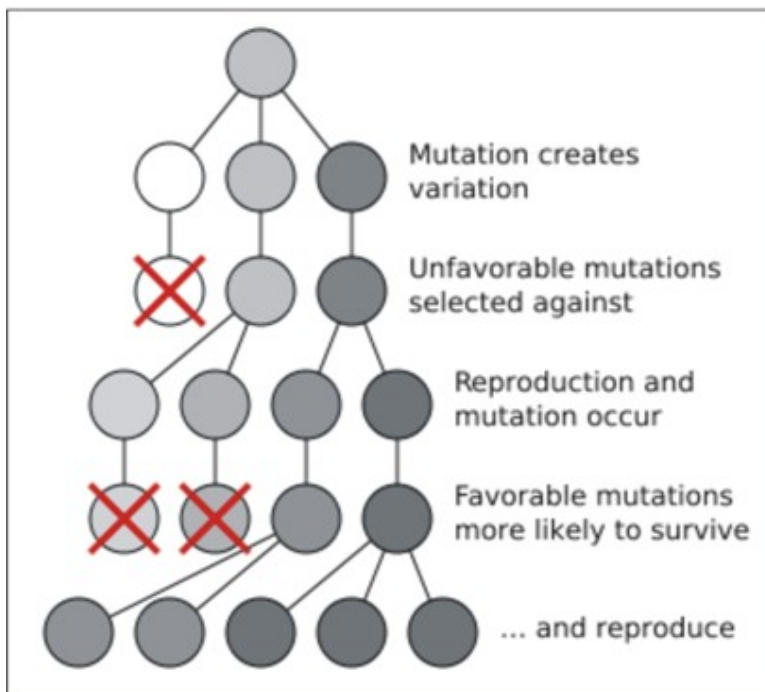 Mutation creates
variation
Unfavorable mutations
selected against
Reproduction and
mutation occur
Favorable mutations
more likely to survive
... and reproduce